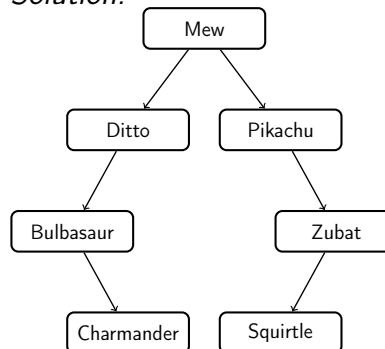 Solution:
Mew
Ditto Pikachu
Bulbasaur Zubat
Charmander Squirtle